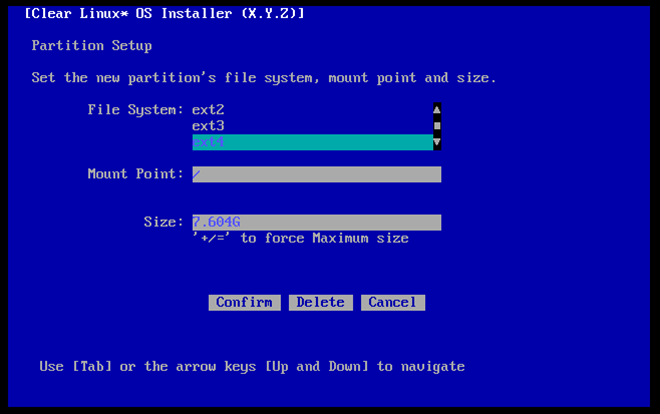 [Clear Linux* OS Installer (X.Y.Z)]
Partition Setup
Set the new partition's file system, mount point and size.
File System: ext2
ext3
ext4
Mount Point: /
Size: 7.604G
'+/=' to force Maximum size
Confirm Delete Cancel
Use [Tab] or the arrow keys [Up and Down] to navigate